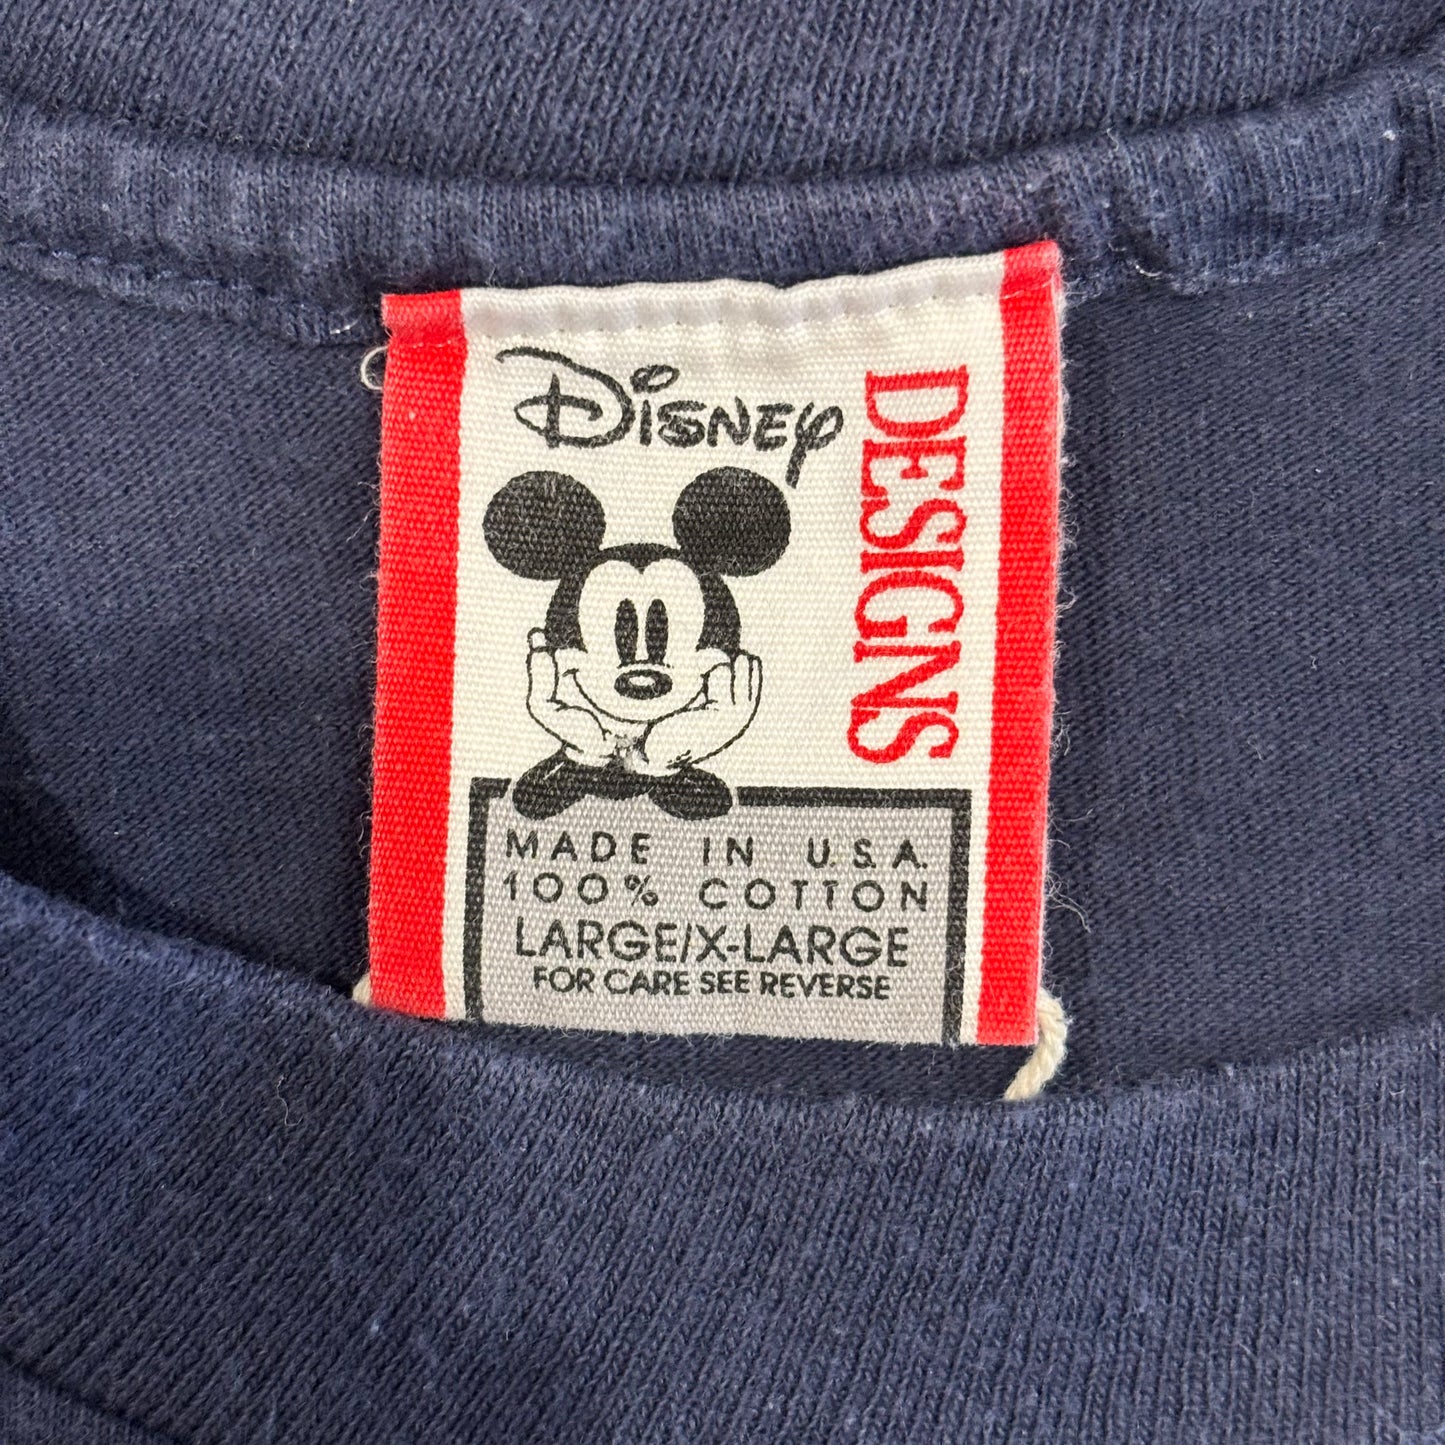 Disney
DESIGNS
MADE IN U.S.A.
100% COTTON
LARGE/X-LARGE
FOR CARE SEE REVERSE